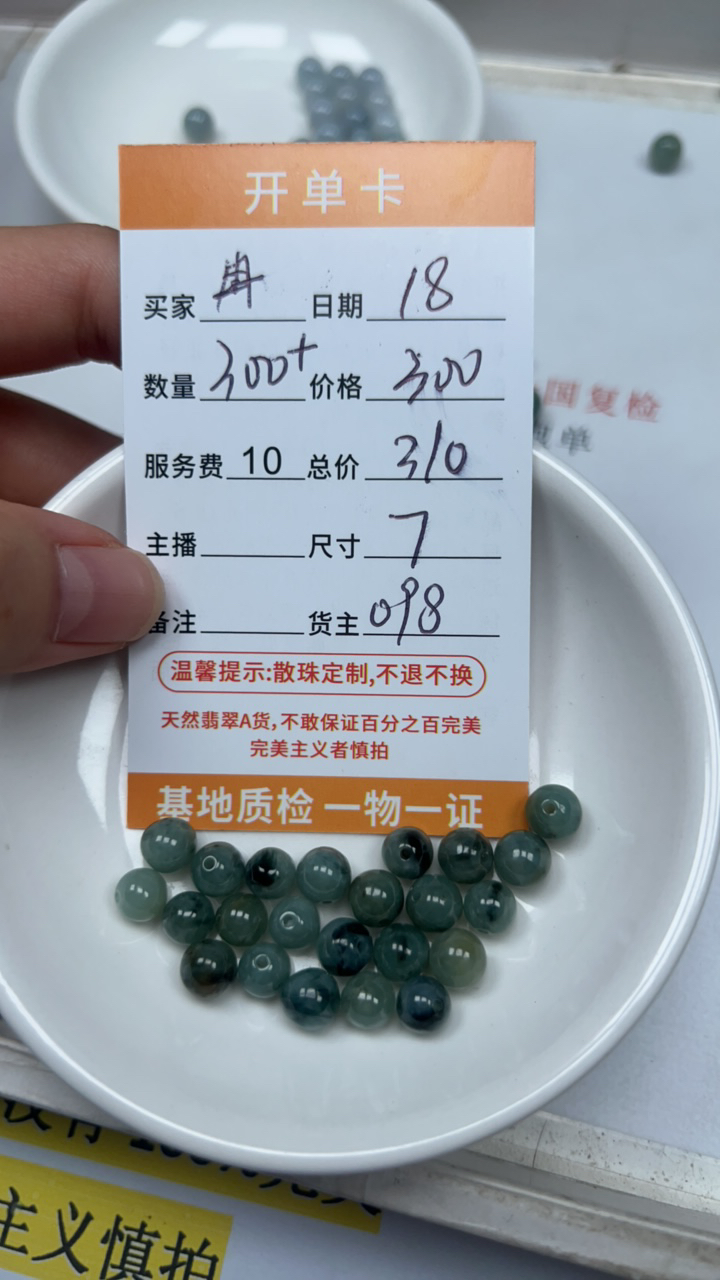 开单卡
买家 冉 日期 18
数量 300+ 价格 300
服务费 10 总价 310
主播 尺寸 7
备注 货主 098
温馨提示:散珠定制,不退不换
天然翡翠A货,不敢保证百分之百完美
完美主义者慎拍
基地质检 一物一证
国复检
单
主义慎拍